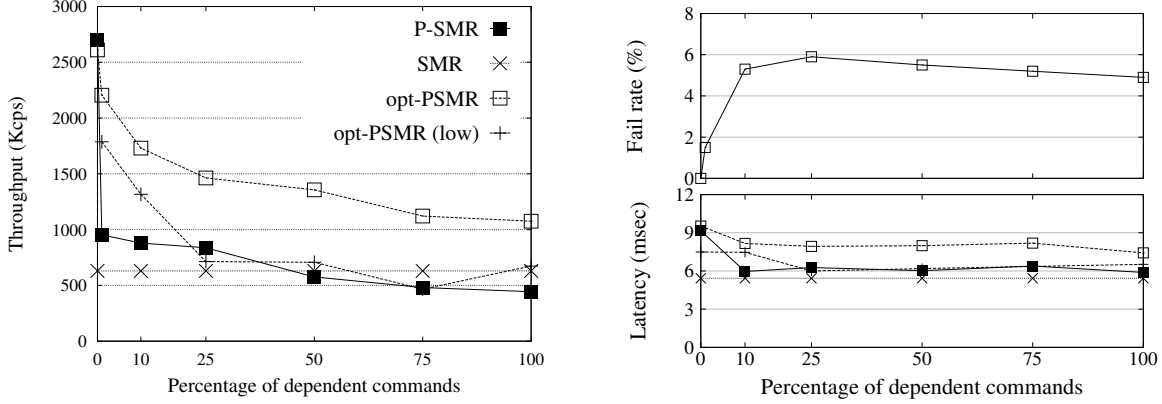 3000
2500
2000
1500
1000
500
0
Throughput (Kcps)
P-SMR
SMR
opt-PSMR
opt-PSMR (low)
0 10 25 50 75 100
Percentage of dependent commands
8
6
4
2
0
Fail rate (%)
12
9
6
3
0
Latency (msec)
0 10 25 50 75 100
Percentage of dependent commands